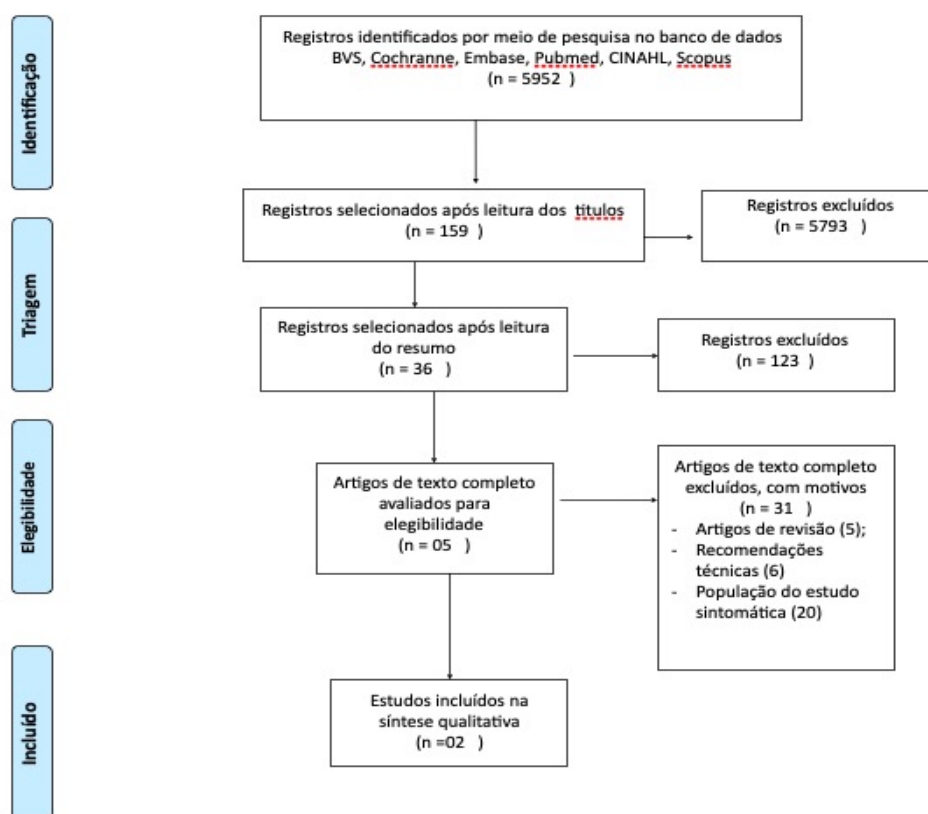 Identificação
Registros identificados por meio de pesquisa no banco de dados
BVS, Cochranne, Embase, Pubmed, CINAHL, Scopus
(n = 5952 )
Triagem
Registros selecionados após leitura dos títulos
(n = 159 )
Registros excluídos
(n = 5793 )
Registros selecionados após leitura
do resumo
(n = 36 )
Registros excluídos
(n = 123 )
Elegibilidade
Artigos de texto completo
avaliados para
elegibilidade
(n = 05 )
Artigos de texto completo
excluídos, com motivos
(n = 31 )
- Artigos de revisão (5);
- Recomendações
técnicas (6)
- População do estudo
sintomática (20)
Incluído
Estudos incluídos na
síntese qualitativa
(n =02 )